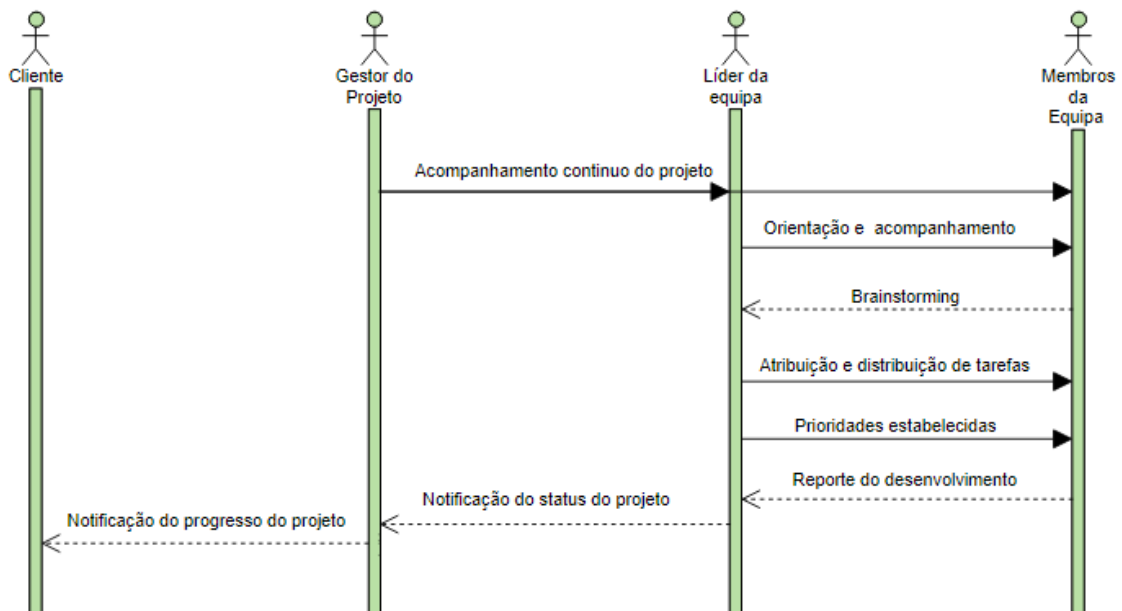 Cliente
Gestor do
Projeto
Líder da
equipa
Membros
da
Equipa
Acompanhamento continuo do projeto
Orientação e  acompanhamento
Brainstorming
Atribuição e distribuição de tarefas
Prioridades estabelecidas
Reporte do desenvolvimento
Notificação do status do projeto
Notificação do progresso do projeto